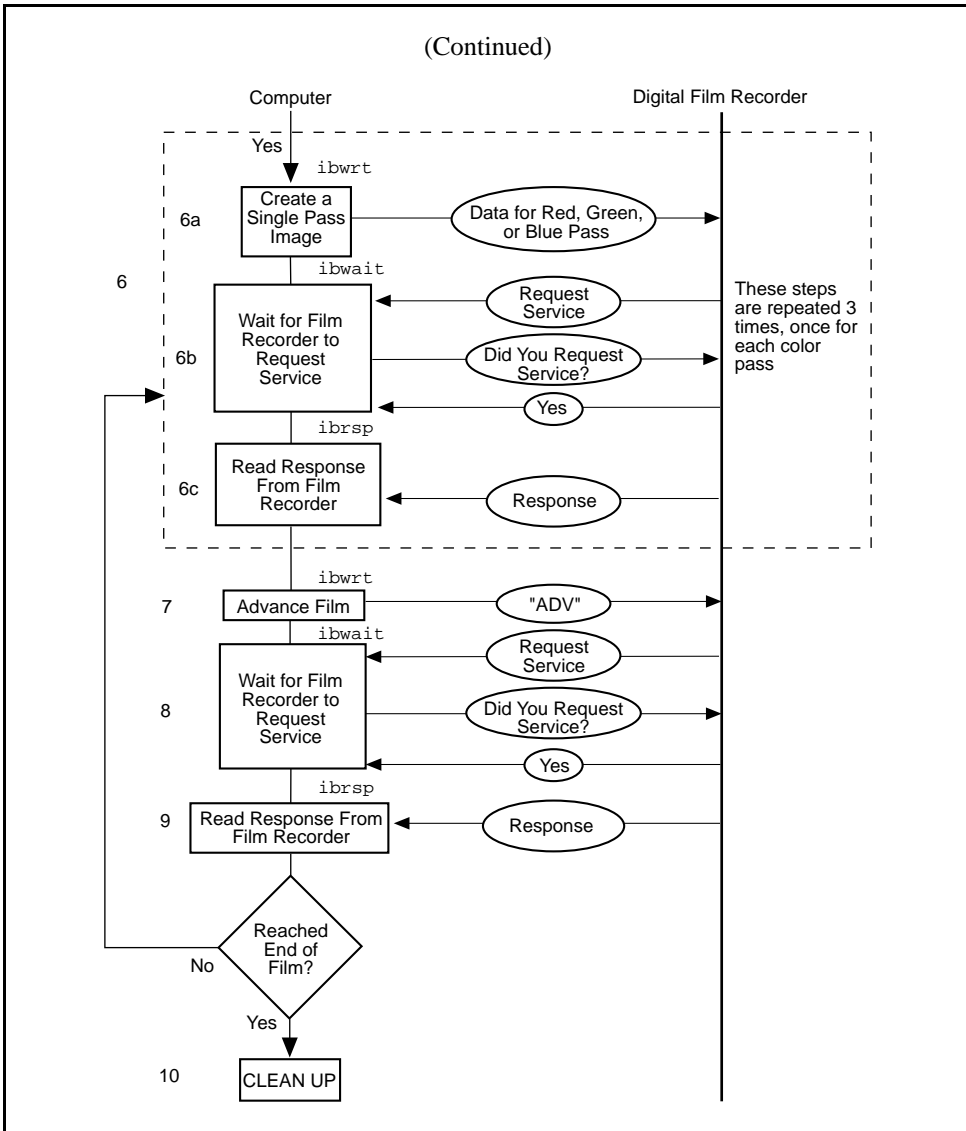 (Continued)
Computer
Digital Film Recorder
Yes
ibwrt
6a
Create a
Single Pass
Image
Data for Red, Green,
or Blue Pass
ibwait
6
Request
Service
These steps
are repeated 3
times, once for
each color
pass
Wait for Film
Recorder to
Request
Service
6b
Did You Request
Service?
Yes
ibrsp
6c
Read Response
From Film
Recorder
Response
ibwrt
7
Advance Film
"ADV"
ibwait
Request
Service
8
Wait for Film
Recorder to
Request
Service
Did You Request
Service?
Yes
ibrsp
9
Read Response From
Film Recorder
Response
Reached
End of
Film?
No
Yes
10
CLEAN UP